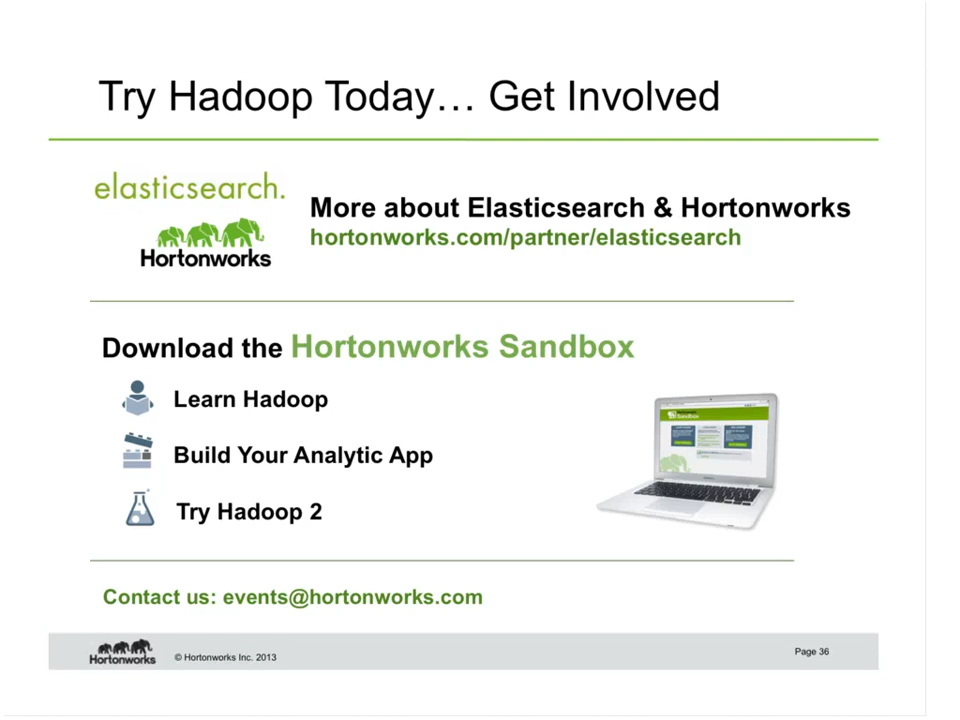 Try Hadoop Today… Get Involved
elasticsearch.
Hortonworks
More about Elasticsearch & Hortonworks
hortonworks.com/partner/elasticsearch
Download the Hortonworks Sandbox
Learn Hadoop
Build Your Analytic App
Try Hadoop 2
Sandbox
Contact us: events@hortonworks.com
Hortonworks
© Hortonworks Inc. 2013
Page 36